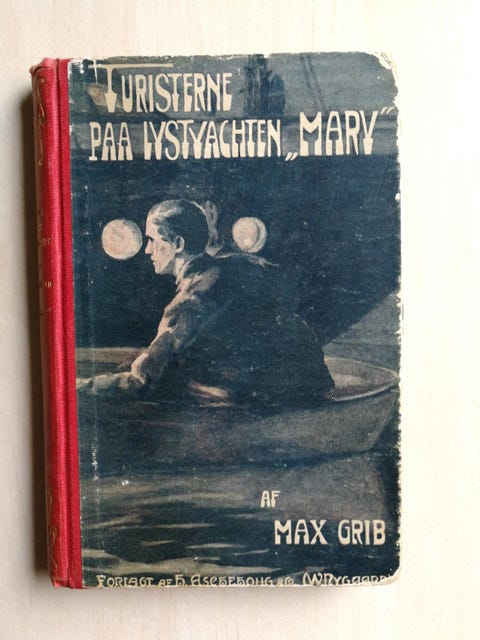 TURISTERNE
PAA LYSTYACHTEN „MARY"
AF
MAX GRIB
FORLAGT AF H. ASCHEHOUG & Co (W. NYGAARD)